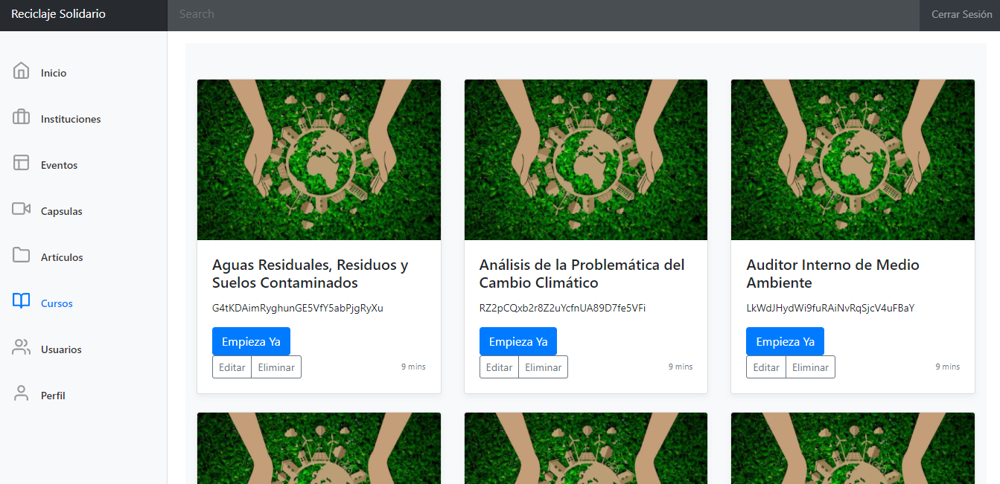 Reciclaje Solidario
Search
Cerrar Sesión
Inicio
Instituciones
Eventos
Capsulas
Artículos
Cursos
Usuarios
Perfil
Aguas Residuales, Residuos y
Suelos Contaminados
G4tKDAimRyghunGE5VfY5abPjgRyXu
Empieza Ya
Editar
Eliminar
9 mins
Análisis de la Problemática del
Cambio Climático
RZ2pCQxb2r8Z2uYcfnUA89D7fe5VFi
Empieza Ya
Editar
Eliminar
9 mins
Auditor Interno de Medio
Ambiente
LkWdJHydWi9fuRAiNvRqSjcV4uFBaY
Empieza Ya
Editar
Eliminar
9 mins